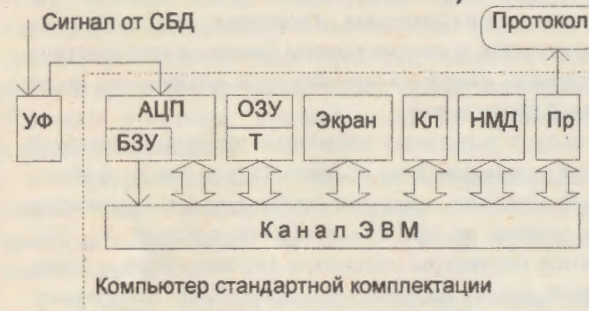 Сигнал от СБД
Протокол
УФ
АЦП
БЗУ
ОЗУ
Т
Экран
Кл
НМД
Пр
Канал ЭВМ
Компьютер стандартной комплектации